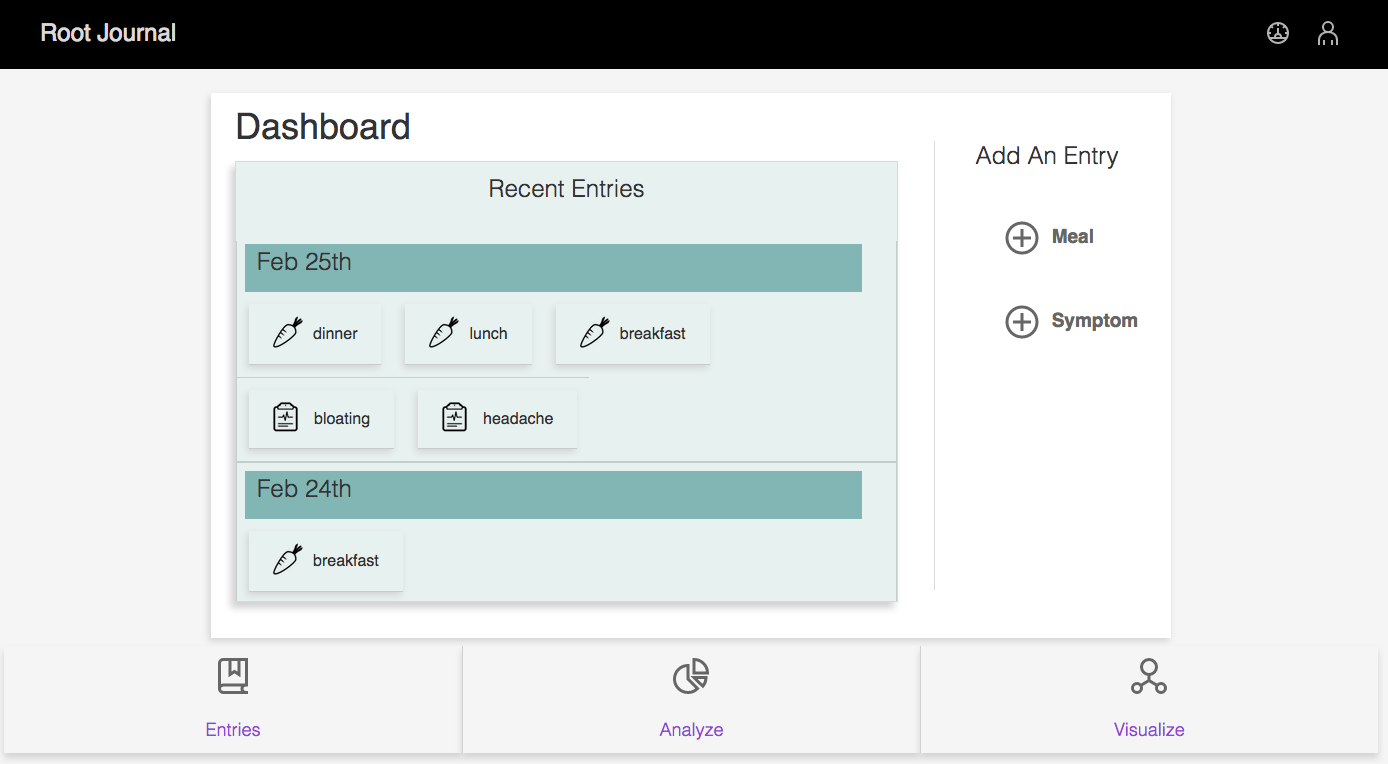 Root Journal
Dashboard
Recent Entries
Feb 25th
dinner lunch breakfast
bloating headache
Feb 24th
breakfast
Add An Entry
Meal
Symptom
Entries Analyze Visualize